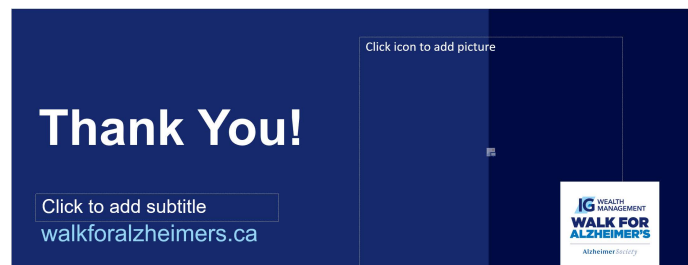 Click icon to add picture
Thank You!
Click to add subtitle
walkforalzheimers.ca
IG WEALTH
MANAGEMENT
WALK FOR
ALZHEIMER'S
Alzheimer Society